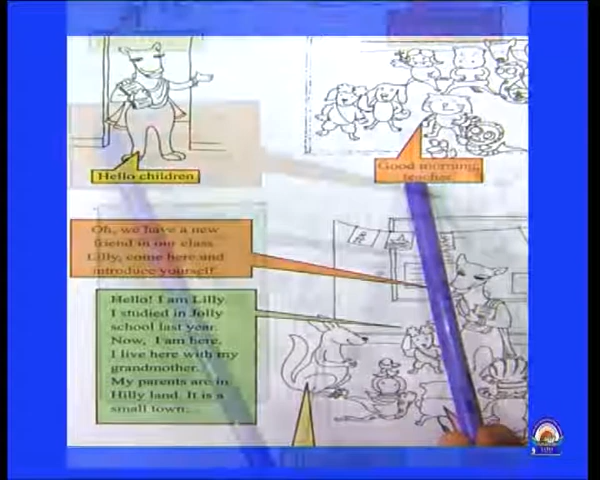 Hello children
Good morning,
teacher
Oh, we have a new
friend in our class
Lilly, come here and
introduce yourself.
Hello! I am Lilly.
I studied in Jolly
school last year.
Now, I am here.
I live here with my
grandmother.
My parents are in
Hilly land. It is a
small town.